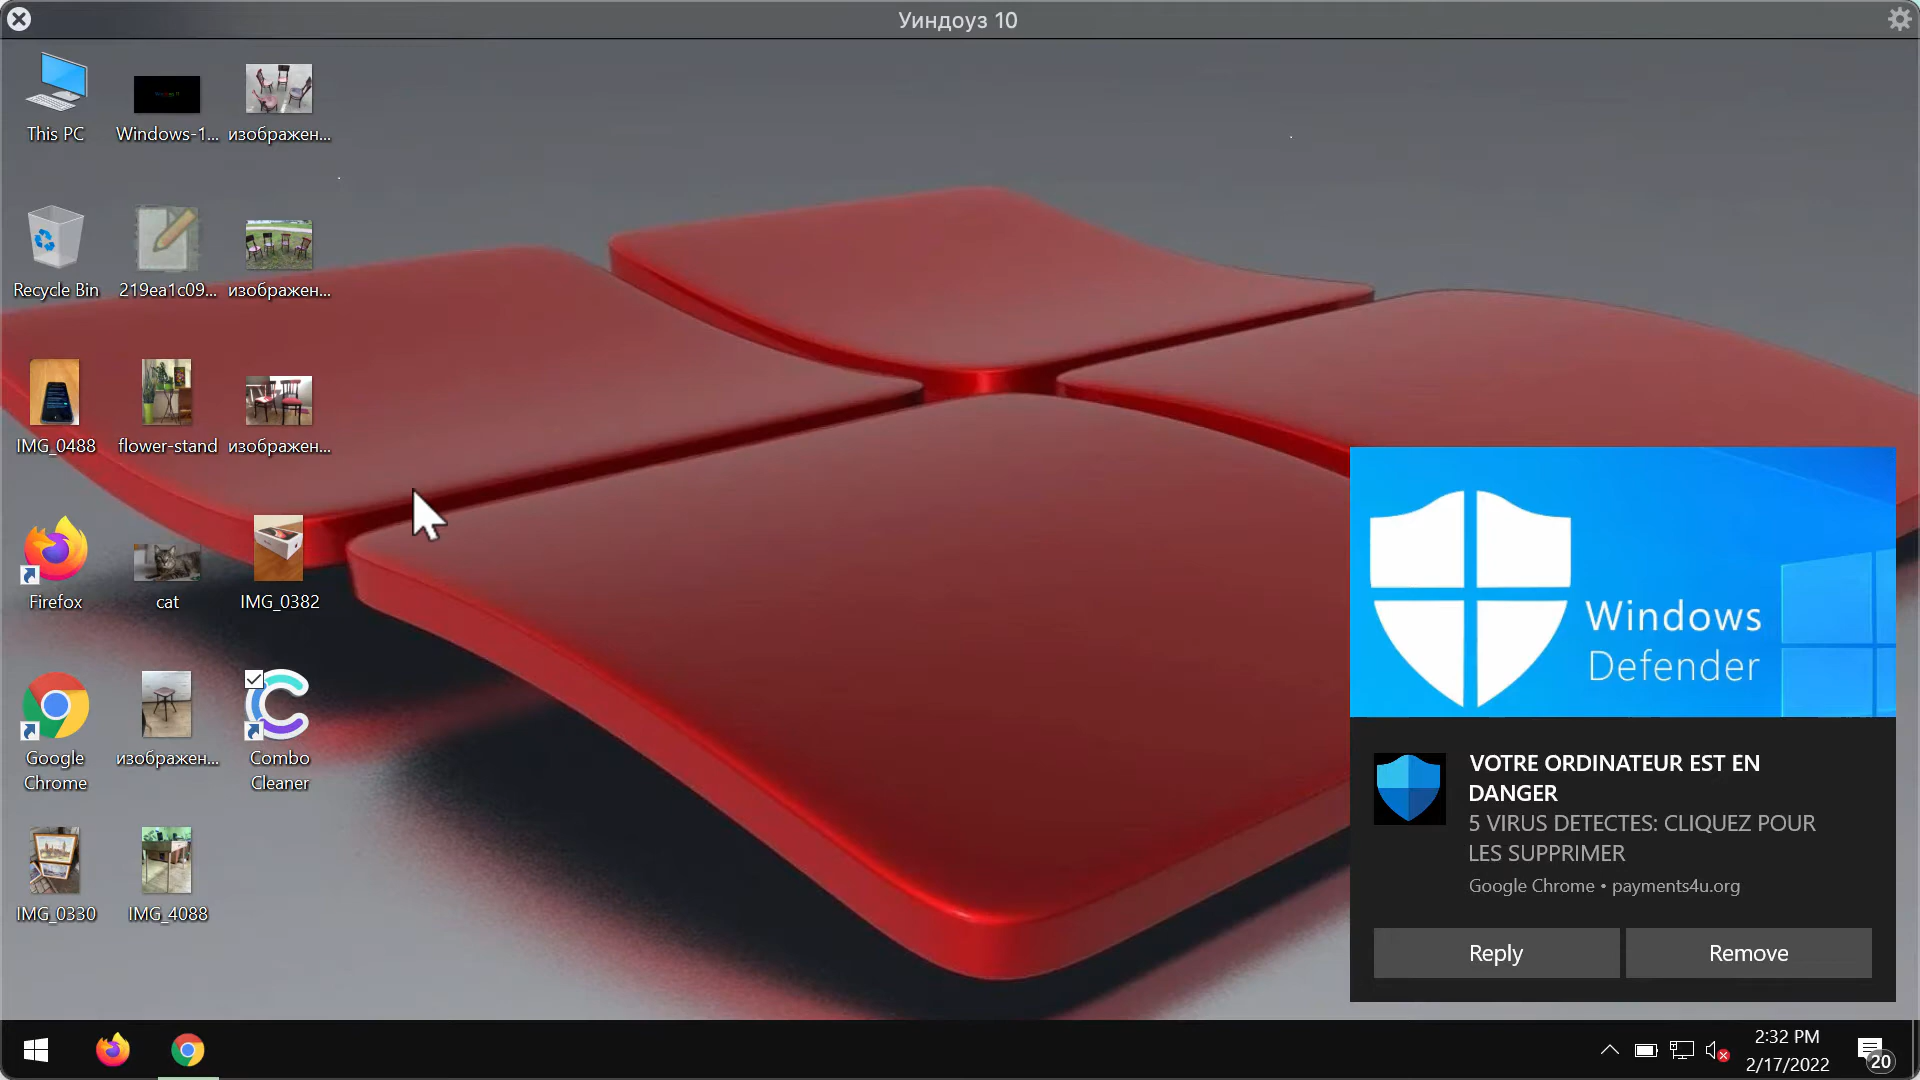 Уиндоуз 10
This PC
Windows-1...
изображен...
Recycle Bin
219ea1c09...
изображен...
IMG_0488
flower-stand
изображен...
Firefox
cat
IMG_0382
Google
Chrome
изображен...
Combo
Cleaner
IMG_0330
IMG_4088
Windows
Defender
VOTRE ORDINATEUR EST EN
DANGER
5 VIRUS DETECTES: CLIQUEZ POUR
LES SUPPRIMER
Google Chrome • payments4u.org
Reply
Remove
2:32 PM
2/17/2022
20